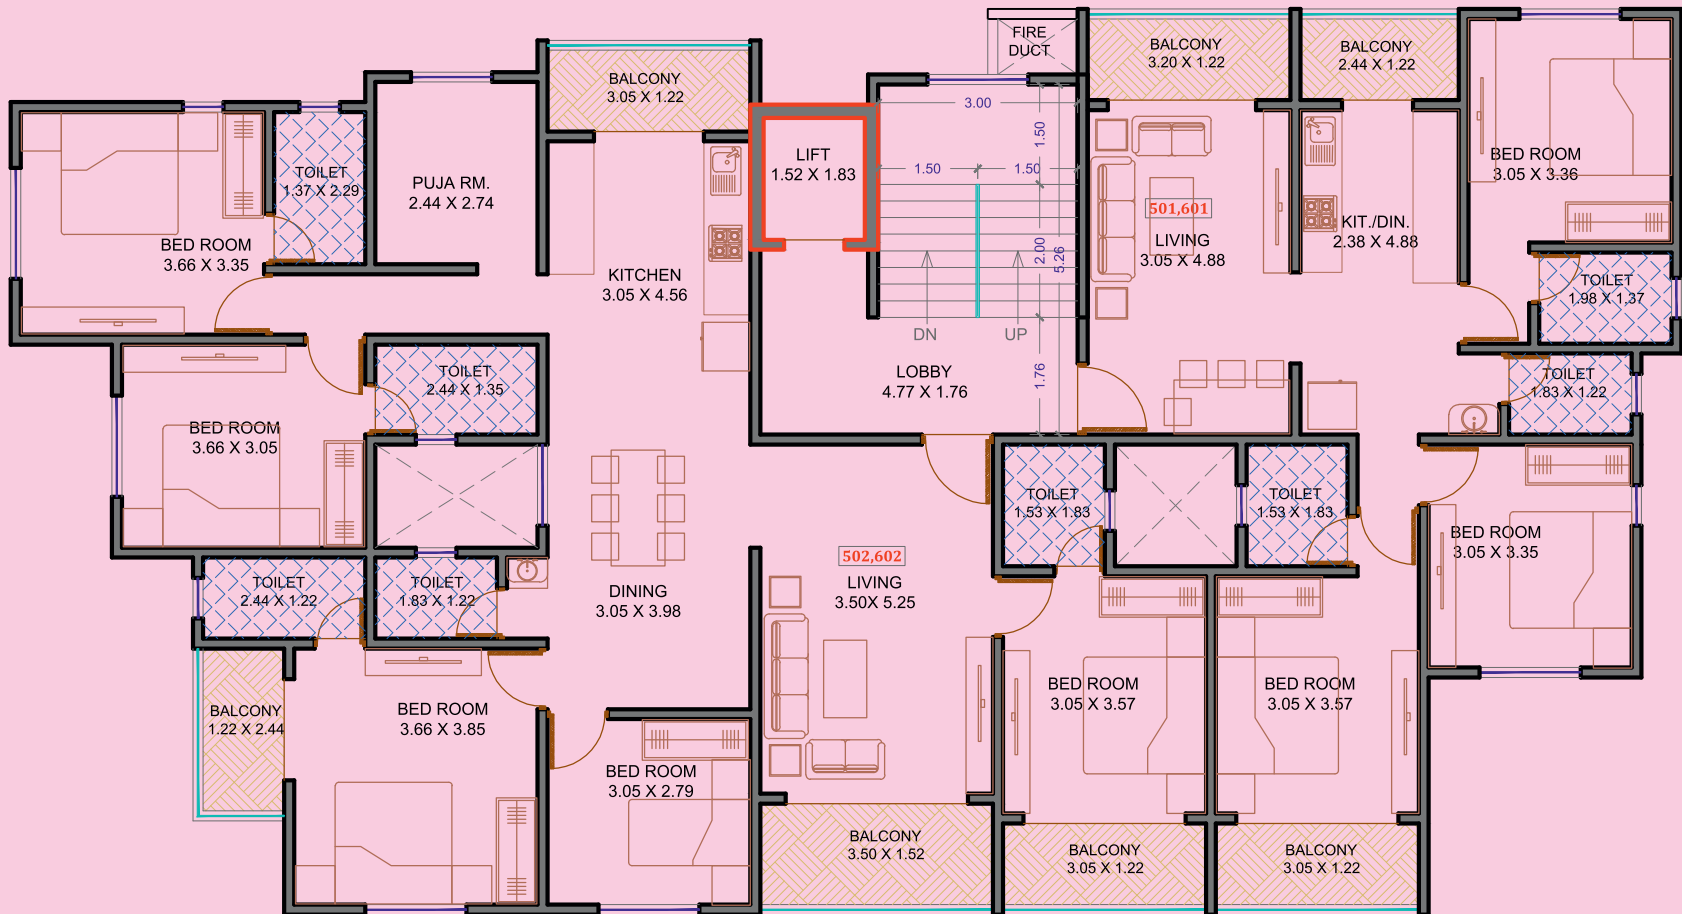 FIRE
DUCT
BALCONY
3.20 X 1.22
BALCONY
2.44 X 1.22
BALCONY
3.05 X 1.22
3.00
1.50
LIFT
1.52 X 1.83
1.50
1.50
BED ROOM
3.05 X 3.36
TOILET
1.37 X 2.29
PUJA RM.
2.44 X 2.74
501,601
LIVING
3.05 X 4.88
KIT./DIN.
2.38 X 4.88
BED ROOM
3.66 X 3.35
KITCHEN
3.05 X 4.56
2.00
5.26
TOILET
1.98 X 1.37
DN
UP
LOBBY
4.77 X 1.76
1.76
TOILET
2.44 X 1.35
TOILET
1.83 X 1.22
BED ROOM
3.66 X 3.05
TOILET
1.53 X 1.83
TOILET
1.53 X 1.83
BED ROOM
3.05 X 3.35
502,602
LIVING
3.50X 5.25
TOILET
2.44 X 1.22
TOILET
1.83 X 1.22
DINING
3.05 X 3.98
BALCONY
1.22 X 2.44
BED ROOM
3.66 X 3.85
BED ROOM
3.05 X 3.57
BED ROOM
3.05 X 3.57
BED ROOM
3.05 X 2.79
BALCONY
3.50 X 1.52
BALCONY
3.05 X 1.22
BALCONY
3.05 X 1.22